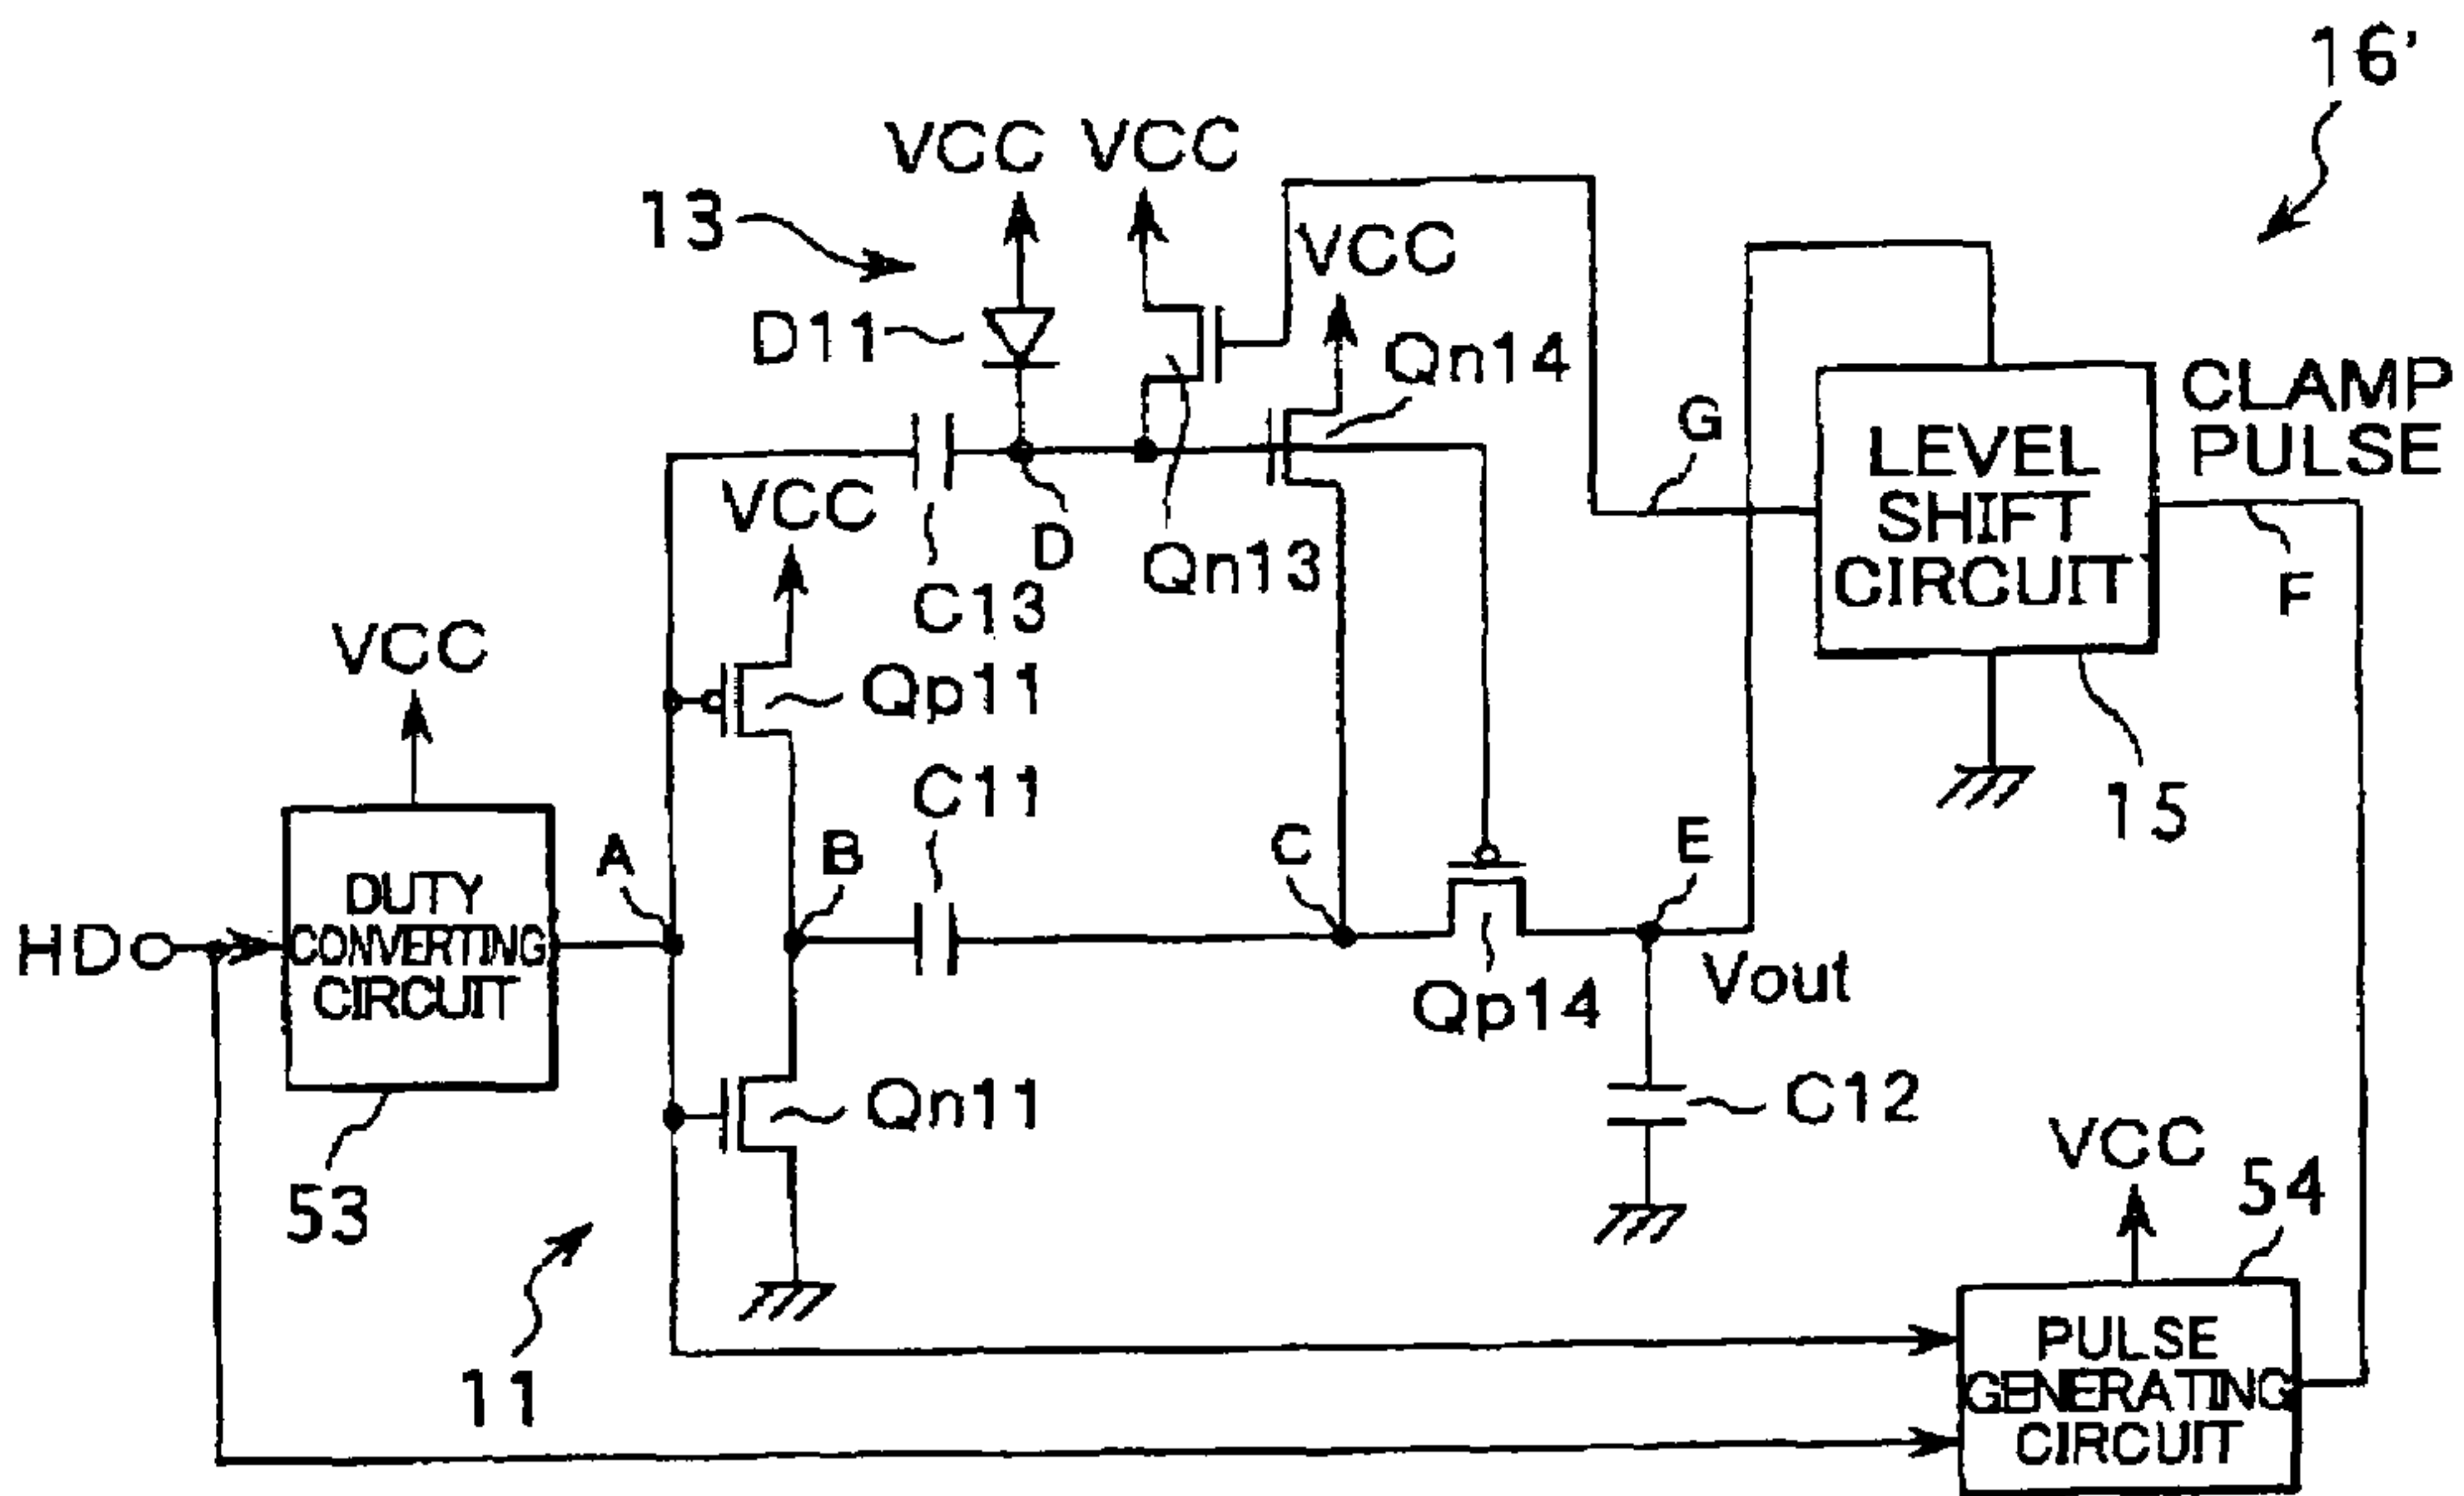 16'
VCC VCC
13
VCC
D11
Qn14
CLAMP
PULSE
G
LEVEL
SHIFT
CIRCUIT
VCC
D
Qn13
F
C13
VCC
Qp11
C11
15
A
B
C
E
DUTY
CONVERTING
CIRCUIT
HD
Vout
Qp14
Qn11
C12
VCC
54
53
11
PULSE
GENERATING
CIRCUIT